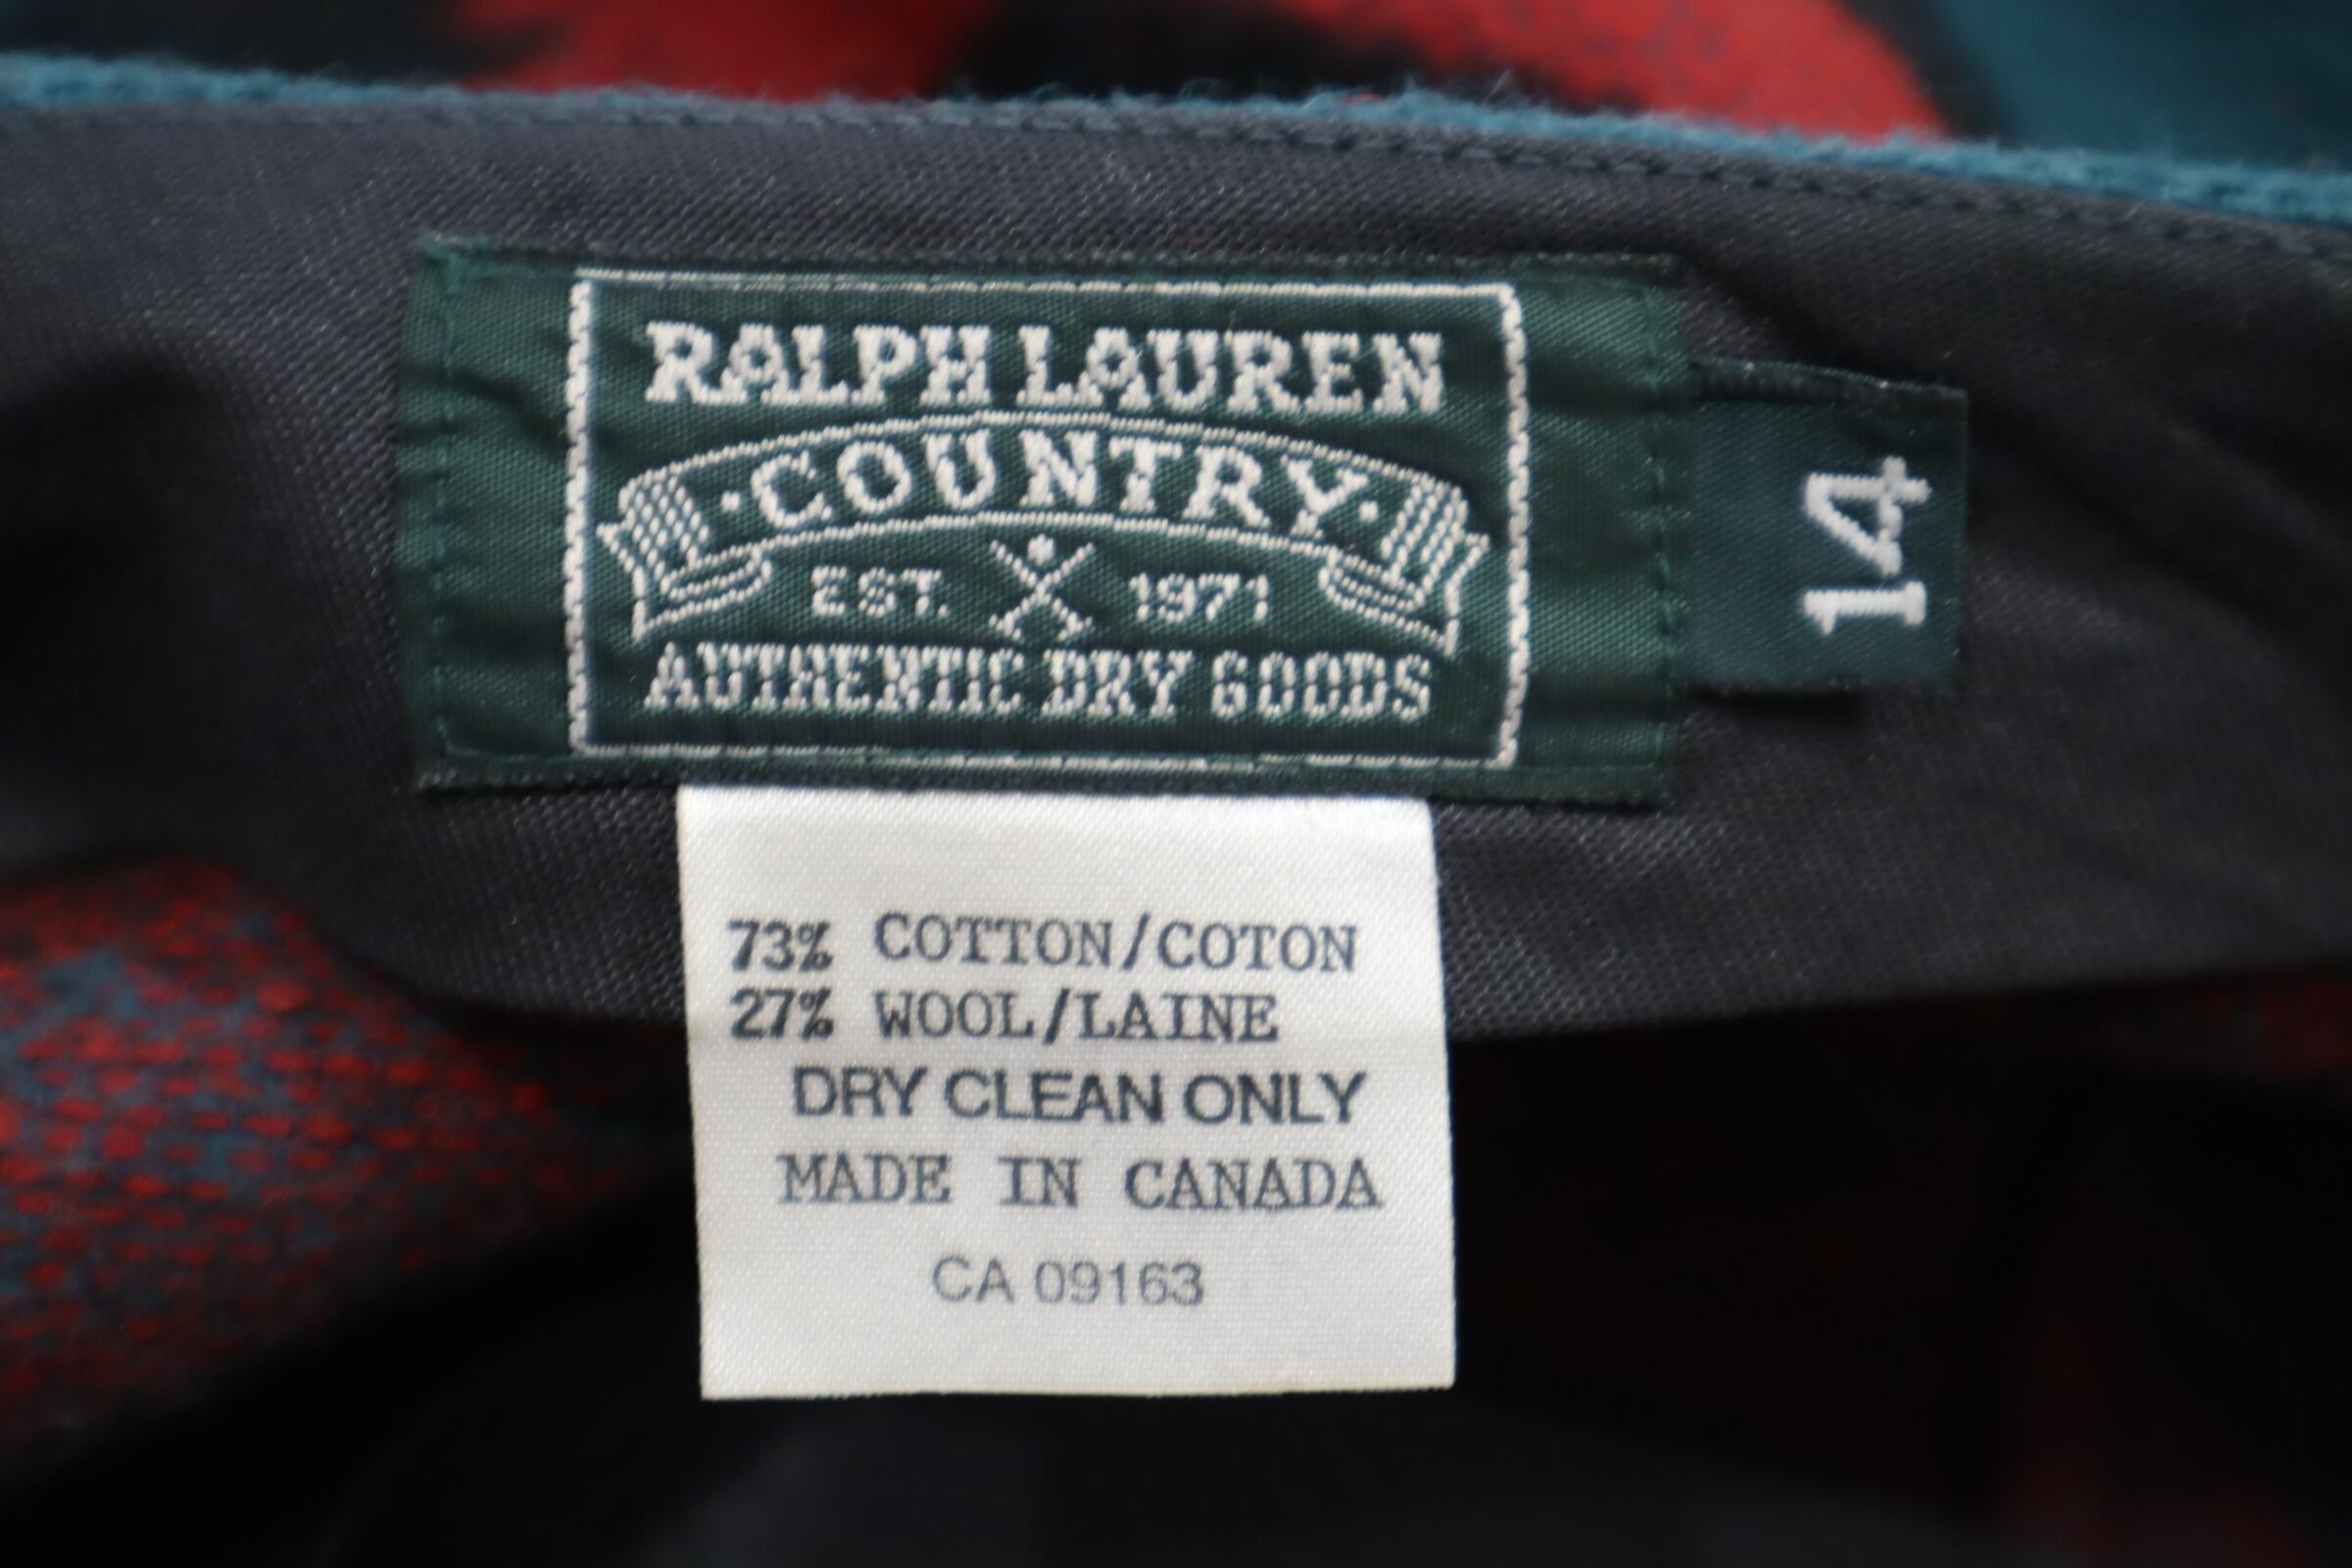 RALPH LAUREN
·COUNTRY·
EST. 1971
AUTHENTIC DRY GOODS
14
73% COTTON/COTON
27% WOOL/LAINE
DRY CLEAN ONLY
MADE IN CANADA
CA 09163